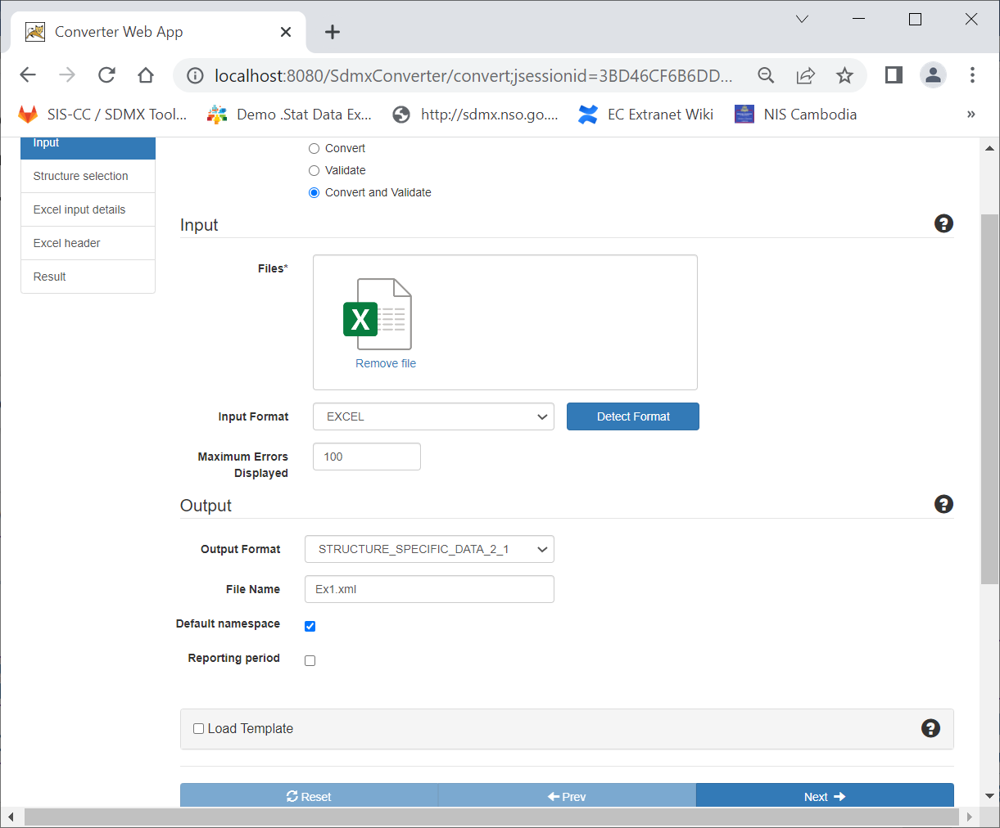 Converter Web App
localhost:8080/SdmxConverter/convert;jsessionid=3BD46CF6B6DD...
SIS-CC / SDMX Tool...
Demo .Stat Data Ex...
http://sdmx.nso.go....
EC Extranet Wiki
NIS Cambodia
»
Input
Structure selection
Excel input details
Excel header
Result
Convert
Validate
Convert and Validate
Input
?
Files*
X
Remove file
Input Format
EXCEL
Detect Format
Maximum Errors
Displayed
100
Output
?
Output Format
STRUCTURE_SPECIFIC_DATA_2_1
File Name
Ex1.xml
Default namespace
Reporting period
Load Template
?
Reset
Prev
Next